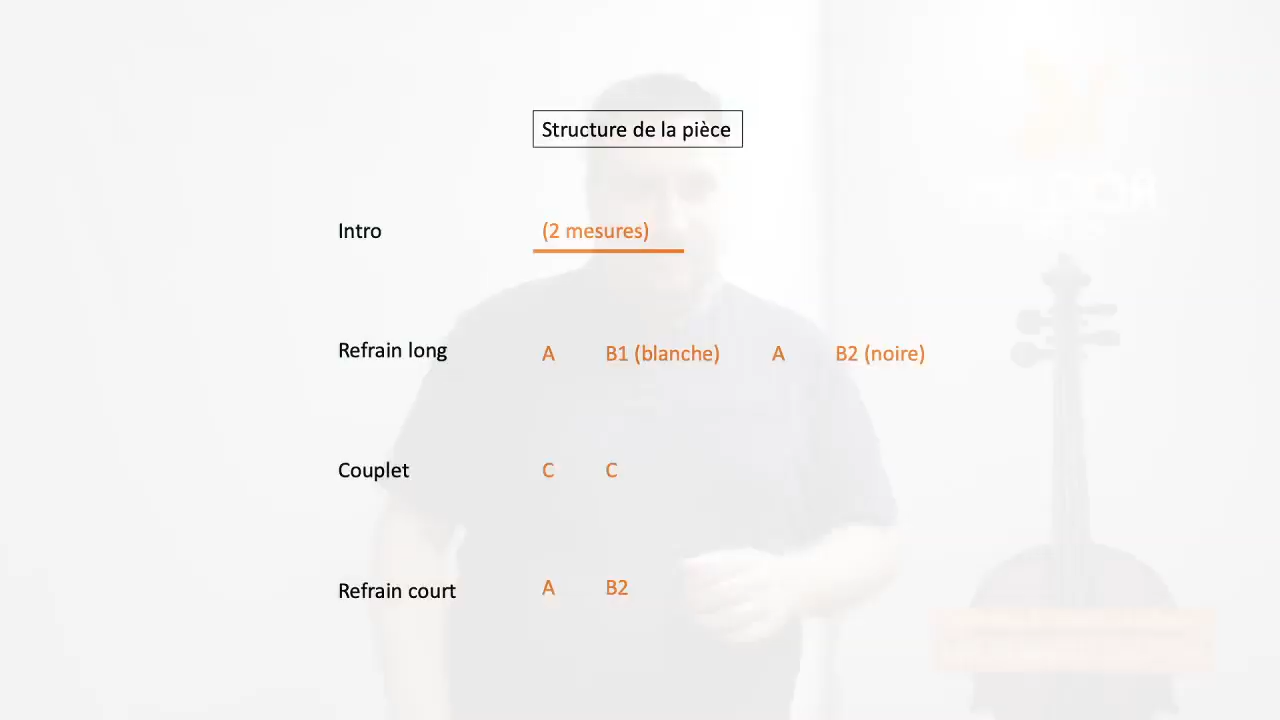 Structure de la pièce
Intro (2 mesures)
Refrain long A B1 (blanche) A B2 (noire)
Couplet C C
Refrain court A B2